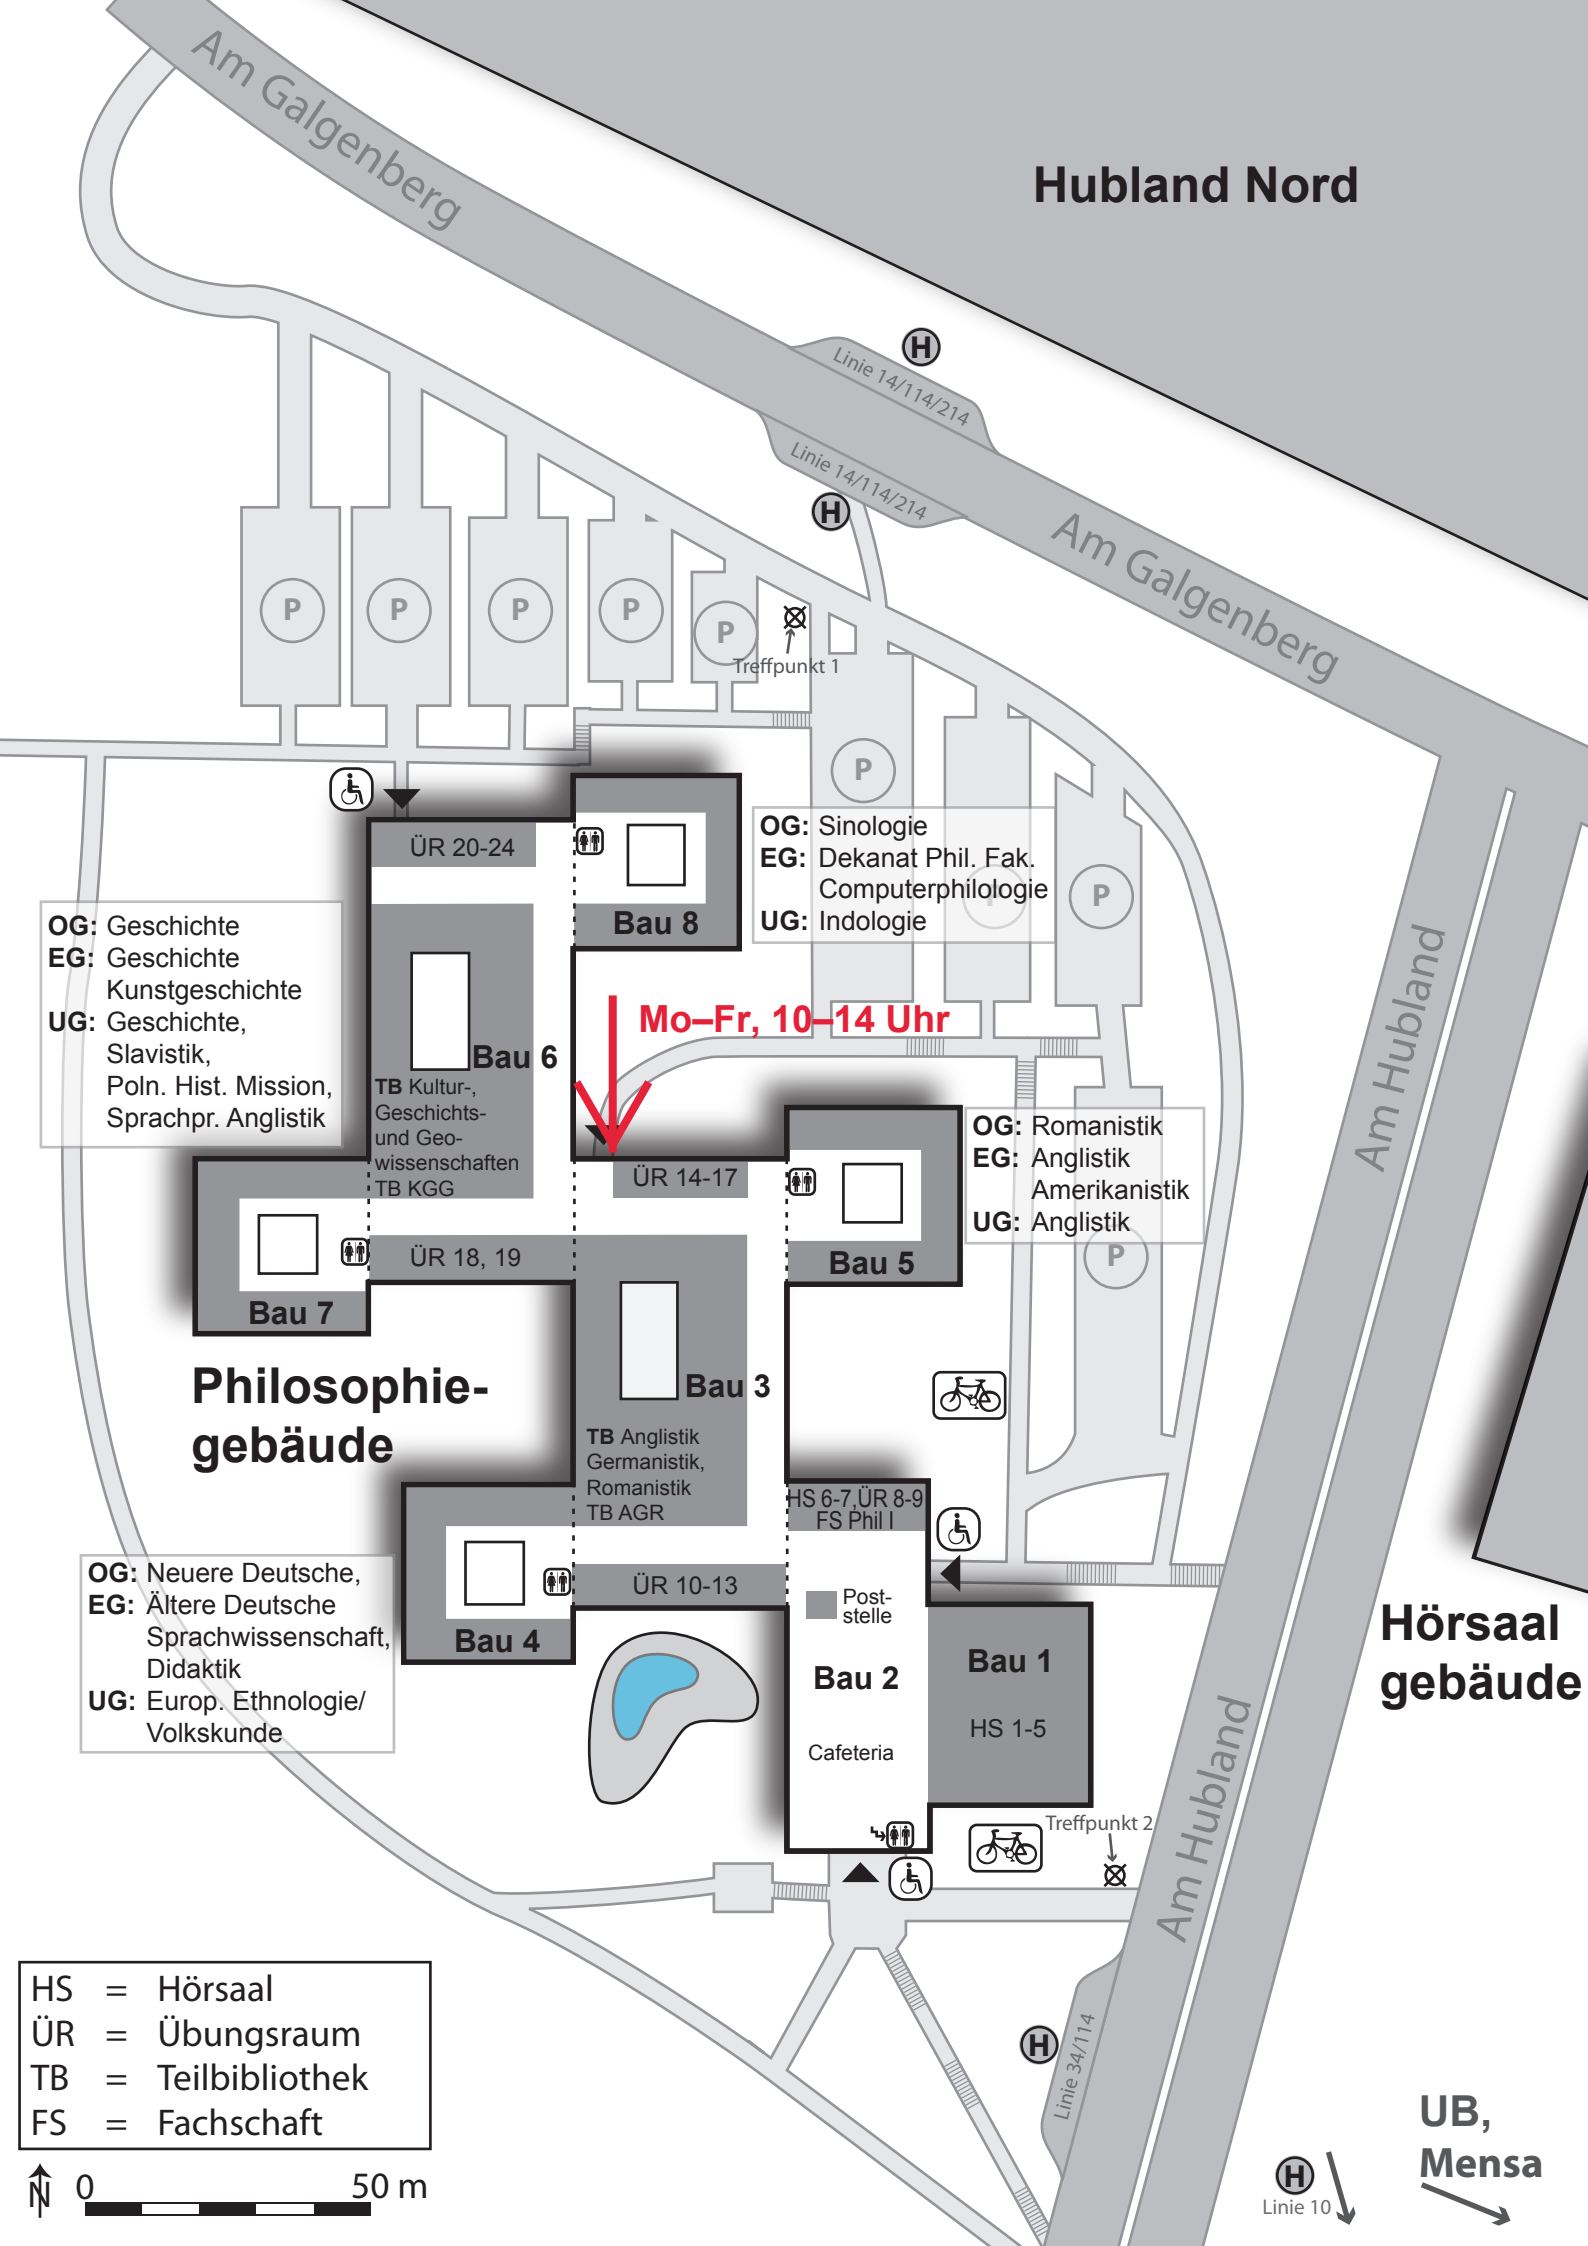 Am Galgenberg
Hubland Nord
H
Linie 14/114/214
Linie 14/114/214
H
Am Galgenberg
P
P
P
P
P
Treffpunkt 1
P
ÜR 20-24
OG: Sinologie
EG: Dekanat Phil. Fak.
Computerphilologie
UG: Indologie
P
P
Bau 8
OG: Geschichte
EG: Geschichte
Kunstgeschichte
UG: Geschichte,
Slavistik,
Poln. Hist. Mission,
Sprachpr. Anglistik
Am Hubland
Mo–Fr, 10–14 Uhr
Bau 6
TB Kultur-,
Geschichts-
und Geo-
wissenschaften
TB KGG
OG: Romanistik
EG: Anglistik
Amerikanistik
UG: Anglistik
P
ÜR 14-17
ÜR 18, 19
Bau 5
Bau 7
Philosophie-
gebäude
Bau 3
TB Anglistik
Germanistik,
Romanistik
TB AGR
HS 6-7,ÜR 8-9
FS Phil I
OG: Neuere Deutsche,
EG: Ältere Deutsche
Sprachwissenschaft,
Didaktik
UG: Europ. Ethnologie/
Volkskunde
ÜR 10-13
Bau 4
Post-
stelle
Bau 2
Cafeteria
Bau 1
HS 1-5
Hörsaal
gebäude
Am Hubland
Treffpunkt 2
H
Linie 34/114
HS = Hörsaal
ÜR = Übungsraum
TB = Teilbibliothek
FS = Fachschaft
N
0 50 m
UB,
Mensa
H
Linie 10